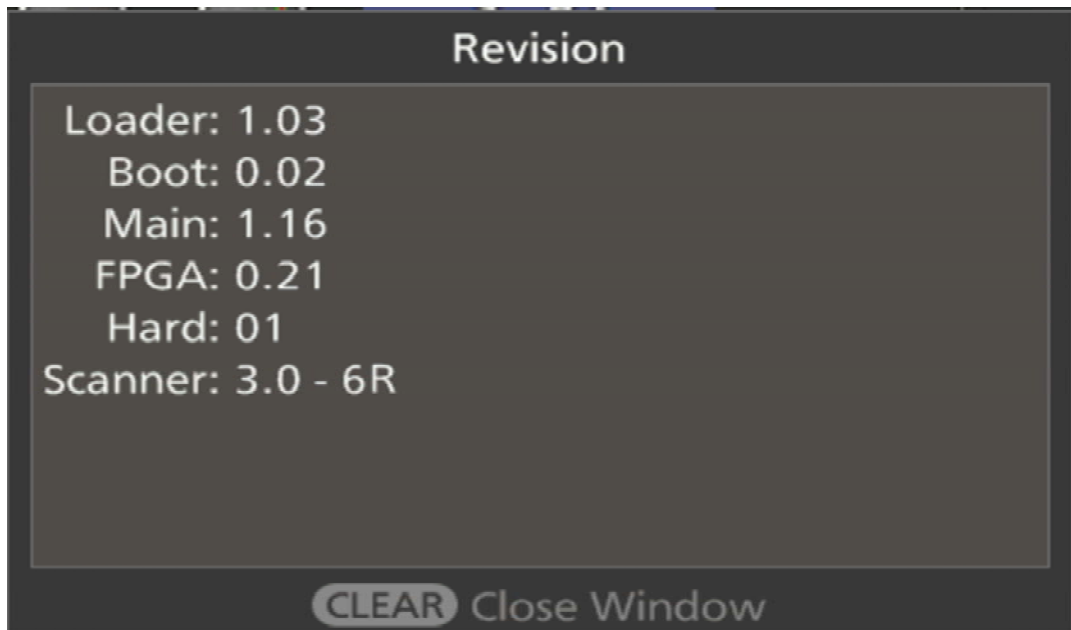 Revision
Loader: 1.03
Boot: 0.02
Main: 1.16
FPGA: 0.21
Hard: 01
Scanner: 3.0 - 6R
CLEAR Close Window